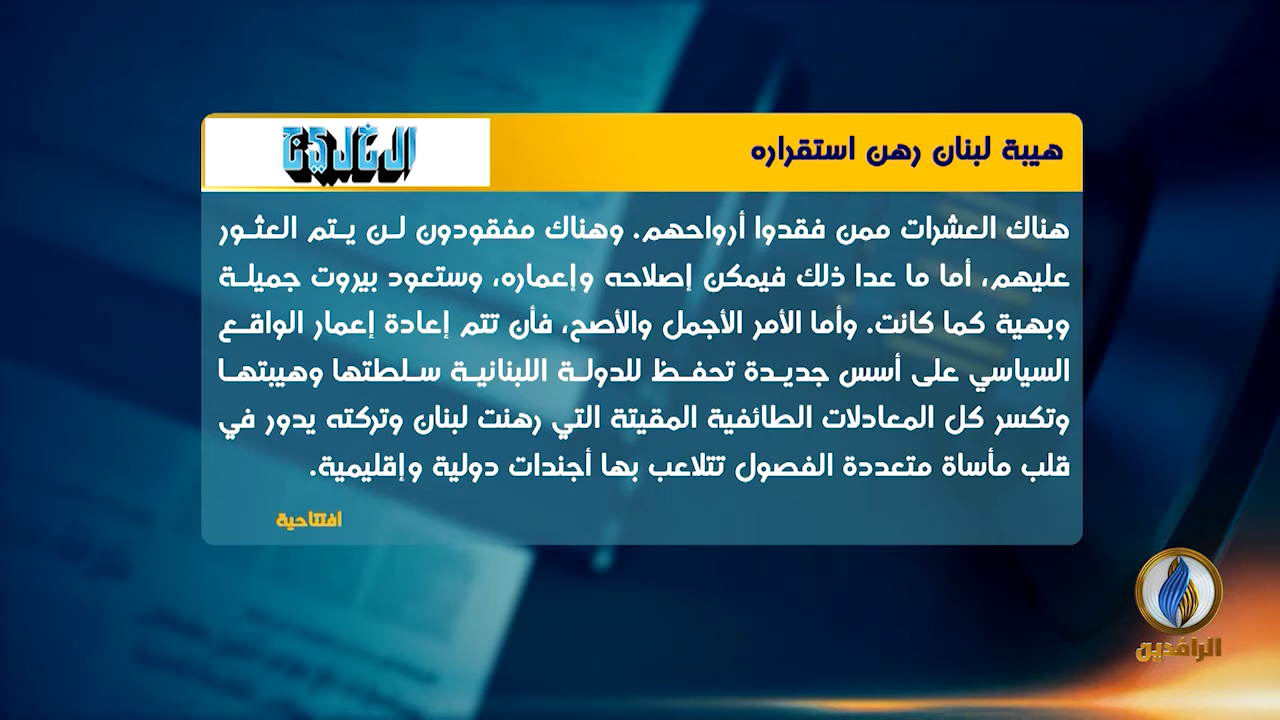 هيبة لبنان رهن استقراره
الخليج
هناك العشرات ممن فقدوا أرواحهم. وهناك مفقودون لن يتم العثور
عليهم، أما ما عدا ذلك فيمكن إصلاحه وإعماره، وستعود بيروت جميلة
وبهية كما كانت. وأما الأمر الأجمل والأصح، فأن تتم إعادة إعمار الواقع
السياسي على أسس جديدة تحفظ للدولة اللبنانية سلطتها وهيبتها
وتكسر كل المعادلات الطائفية المقيتة التي رهنت لبنان وتركته يدور في
قلب مأساة متعددة الفصول تتلاعب بها أجندات دولية وإقليمية.
افتتاحية
الرافدين